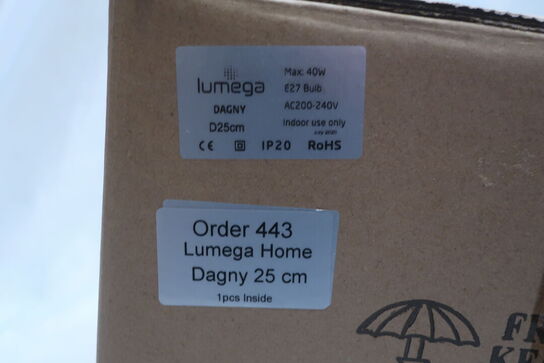 lumega
DAGNY
D25cm
Max: 40W
E27 Bulb
AC200-240V
Indoor use only
CE IP20 RoHS
Order 443
Lumega Home
Dagny 25 cm
1pcs Inside